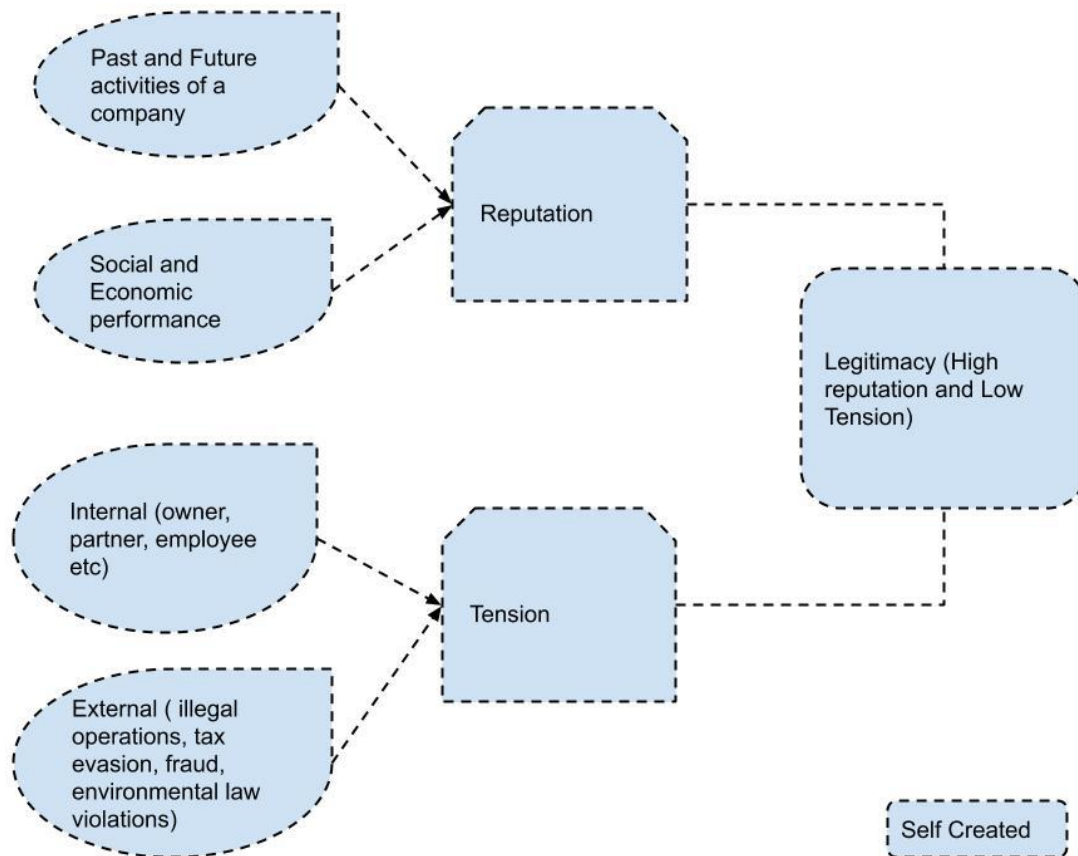 Past and Future
activities of a
company
Social and
Economic
performance
Reputation
Legitimacy (High
reputation and Low
Tension)
Internal (owner,
partner, employee
etc)
Tension
External ( illegal
operations, tax
evasion, fraud,
environmental law
violations)
Self Created